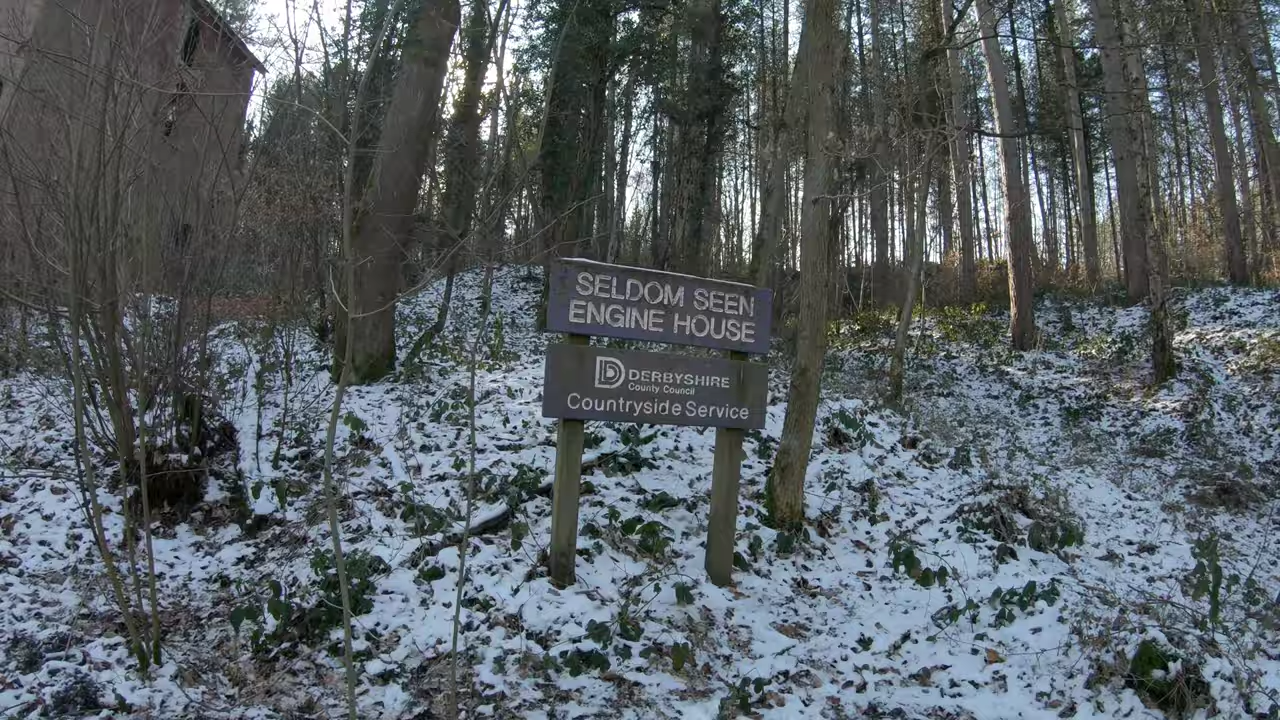 SELDOM SEEN
ENGINE HOUSE
DERBYSHIRE
County Council
Countryside Service